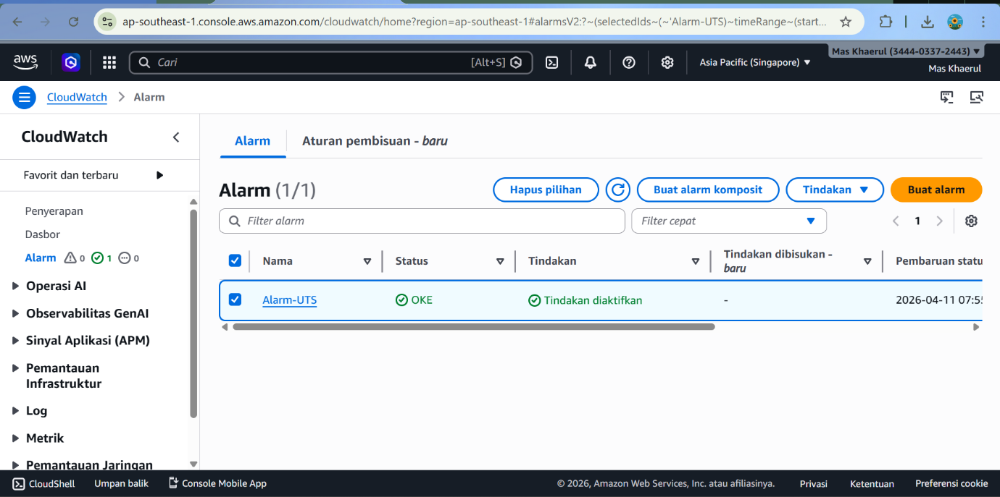 ap-southeast-1.console.aws.amazon.com/cloudwatch/home?region=ap-southeast-1#alarmsV2:?~(selectedIds~(~'Alarm-UTS)~timeRange~(start...
aws
Cari
[Alt+S]
Asia Pacific (Singapore)
Mas Khaerul (3444-0337-2443)
Mas Khaerul
CloudWatch
Alarm
CloudWatch
Favorit dan terbaru
Penyerapan
Dasbor
Alarm 0 1 0
Operasi AI
Observabilitas GenAI
Sinyal Aplikasi (APM)
Pemantauan
Infrastruktur
Log
Metrik
Pemantauan Jaringan
Alarm
Aturan pembisuan - baru
Alarm (1/1)
Hapus pilihan
Buat alarm komposit
Tindakan
Buat alarm
Filter alarm
Filter cepat
1
Nama
Status
Tindakan
Tindakan dibisukan -
baru
Pembaruan statu
Alarm-UTS
OKE
Tindakan diaktifkan
-
2026-04-11 07:55
CloudShell
Umpan balik
Console Mobile App
© 2026, Amazon Web Services, Inc. atau afiliasinya.
Privasi
Ketentuan
Preferensi cookie